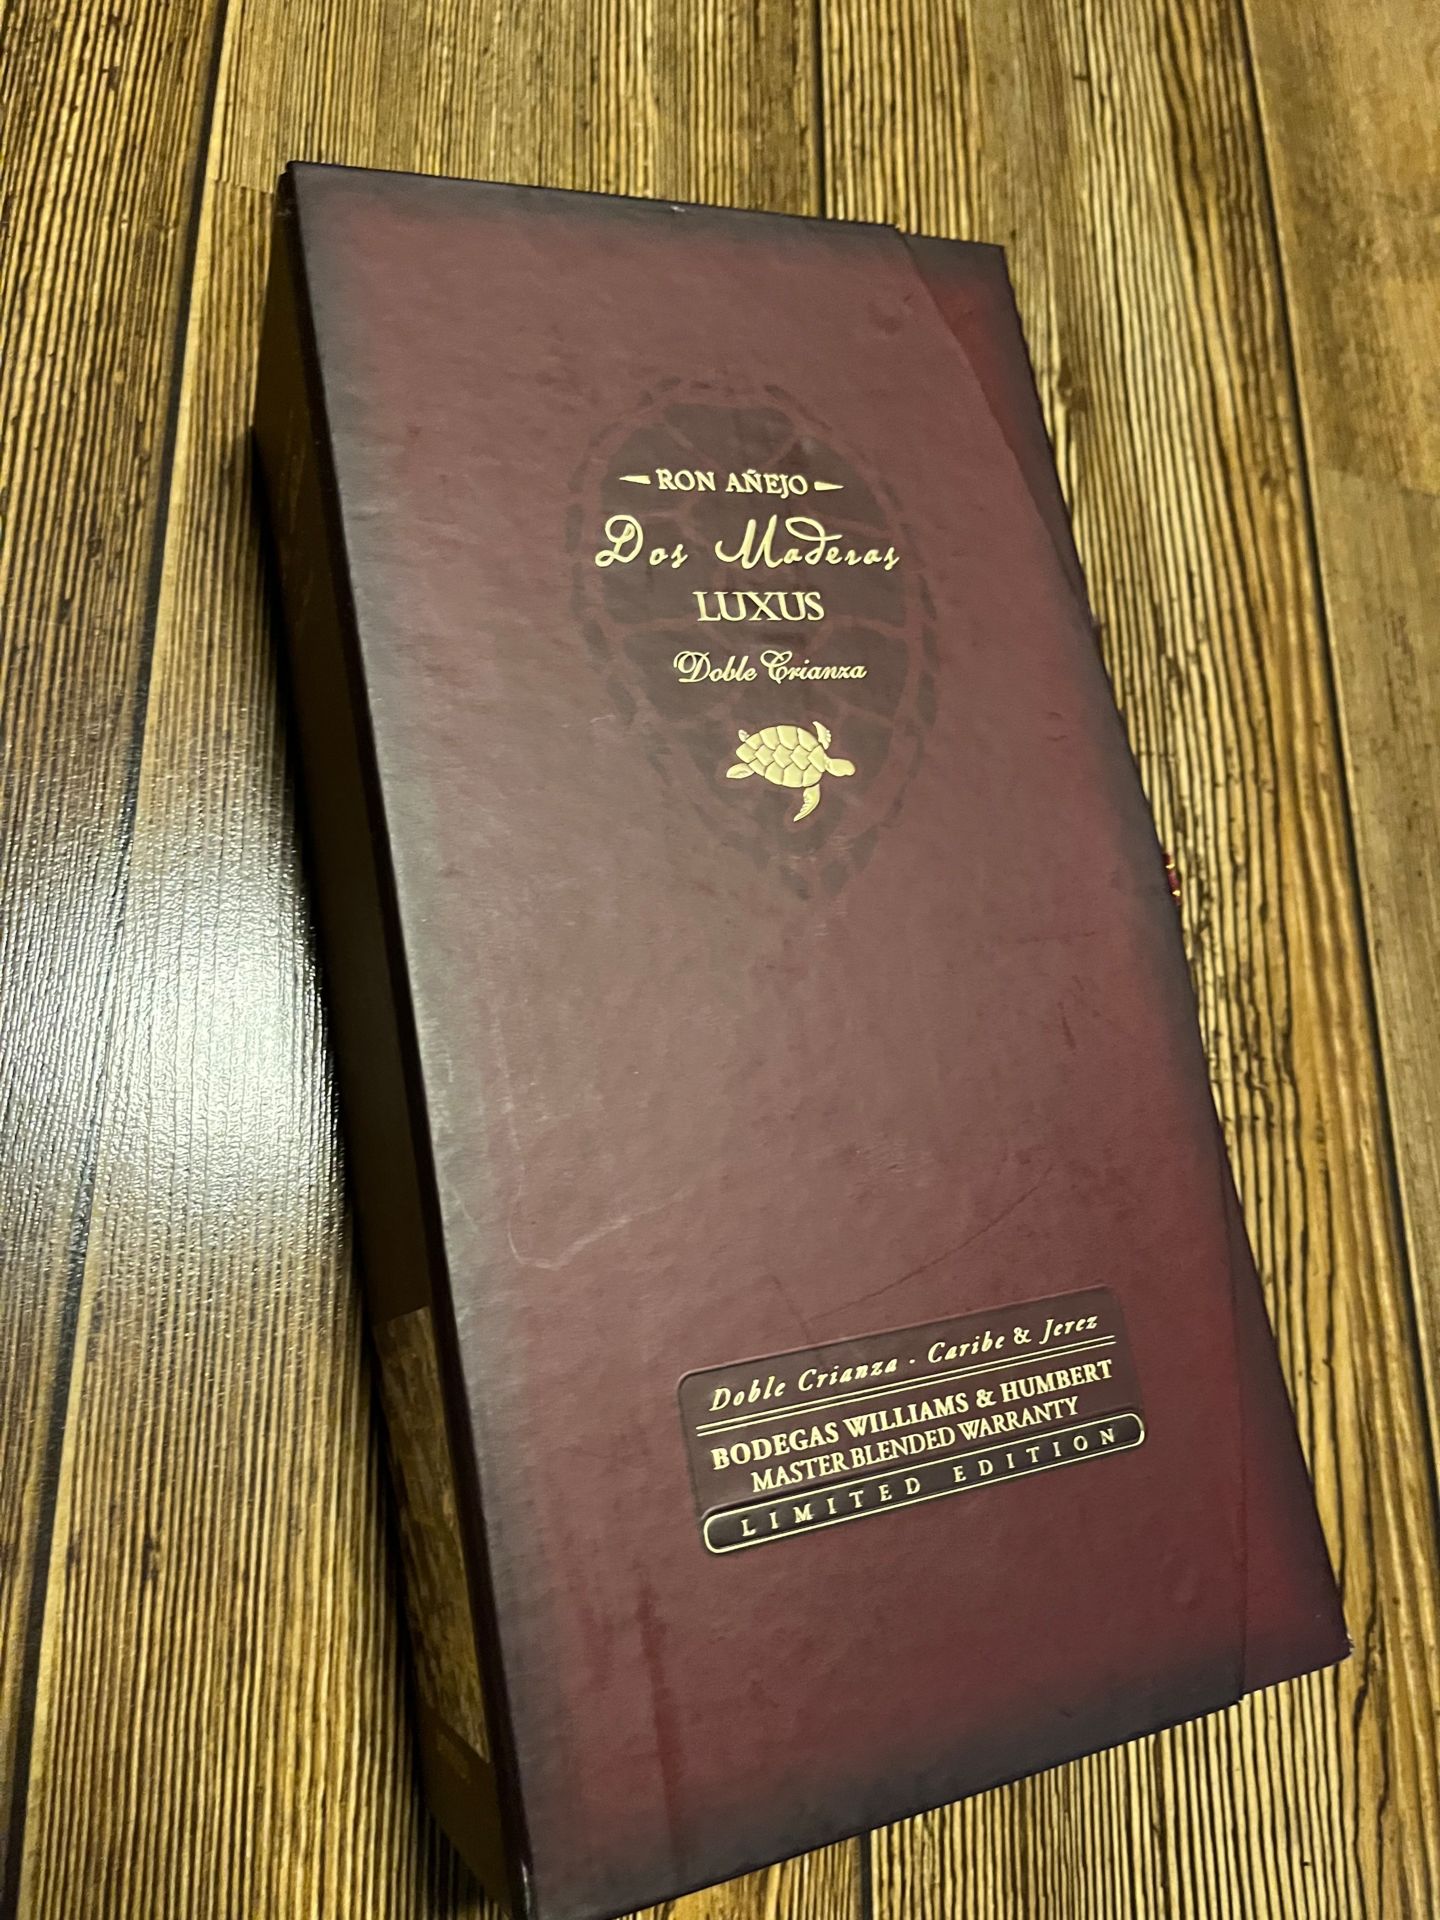 RON AÑEJO
Dos Maderas
LUXUS
Doble Crianza
Doble Crianza · Caribe & Jerez
BODEGAS WILLIAMS & HUMBERT
MASTER BLENDED WARRANTY
LIMITED EDITION